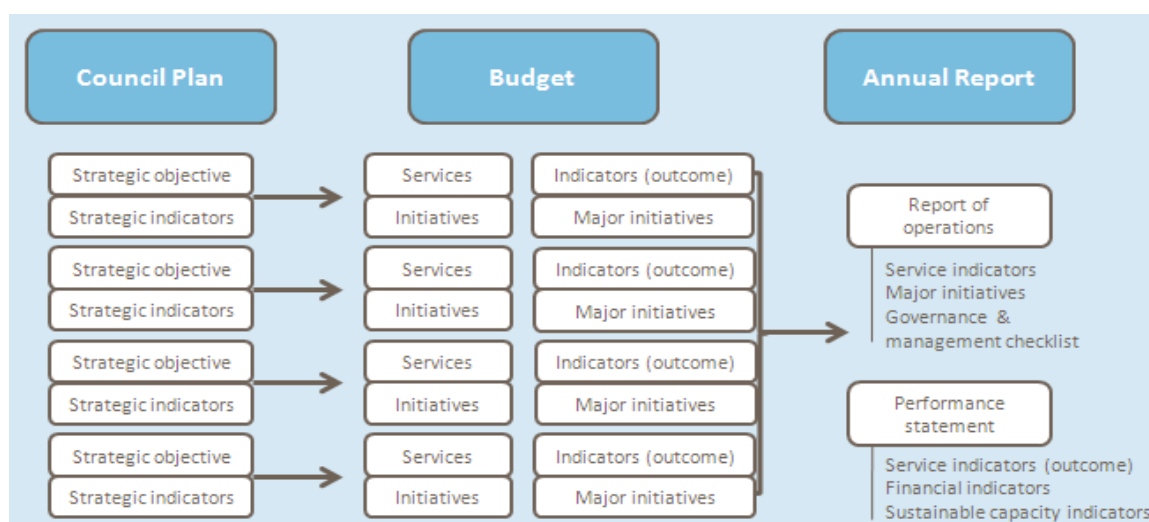 Council Plan
Budget
Annual Report
Strategic objective
Strategic indicators
Services
Initiatives
Indicators (outcome)
Major initiatives
Strategic objective
Strategic indicators
Services
Initiatives
Indicators (outcome)
Major initiatives
Strategic objective
Strategic indicators
Services
Initiatives
Indicators (outcome)
Major initiatives
Strategic objective
Strategic indicators
Services
Initiatives
Indicators (outcome)
Major initiatives
Report of
operations
Service indicators
Major initiatives
Governance &
management checklist
Performance
statement
Service indicators (outcome)
Financial indicators
Sustainable capacity indicators